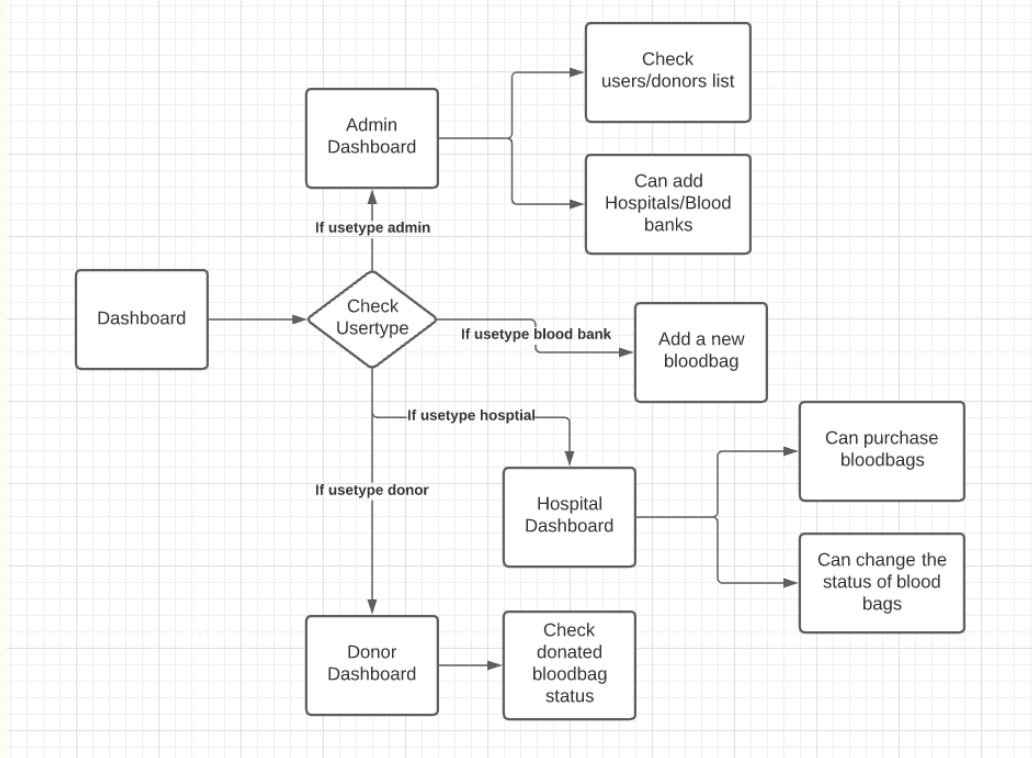 Check
users/donors list
Admin
Dashboard
Can add
Hospitals/Blood
banks
If usetype admin
Dashboard
Check
Usertype
If usetype blood bank
Add a new
bloodbag
If usetype hosptial
Can purchase
bloodbags
If usetype donor
Hospital
Dashboard
Can change the
status of blood
bags
Donor
Dashboard
Check
donated
bloodbag
status